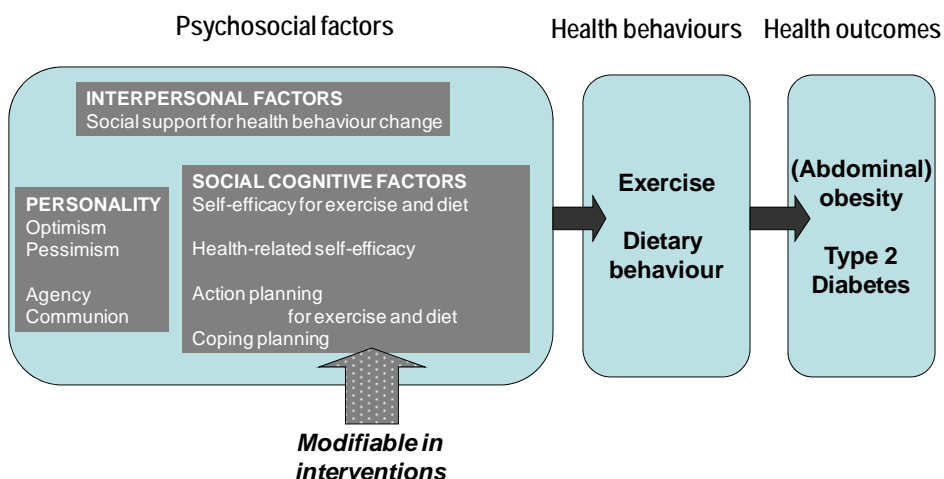 Psychosocial factors
Health behaviours
Health outcomes
INTERPERSONAL FACTORS
Social support for health behaviour change
PERSONALITY
Optimism
Pessimism
Agency
Communion
SOCIAL COGNITIVE FACTORS
Self-efficacy for exercise and diet
Health-related self-efficacy
Action planning
for exercise and diet
Coping planning
Modifiable in
interventions
Exercise
Dietary
behaviour
(Abdominal)
obesity
Type 2
Diabetes